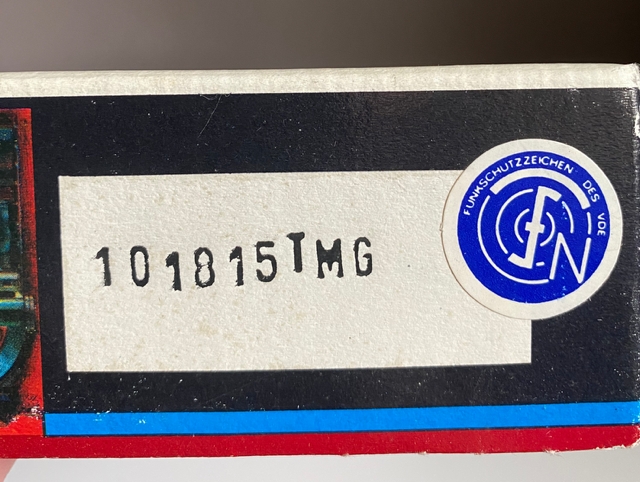 101815TMG
FUNKSCHUTZZEICHEN DES VDE
F
N